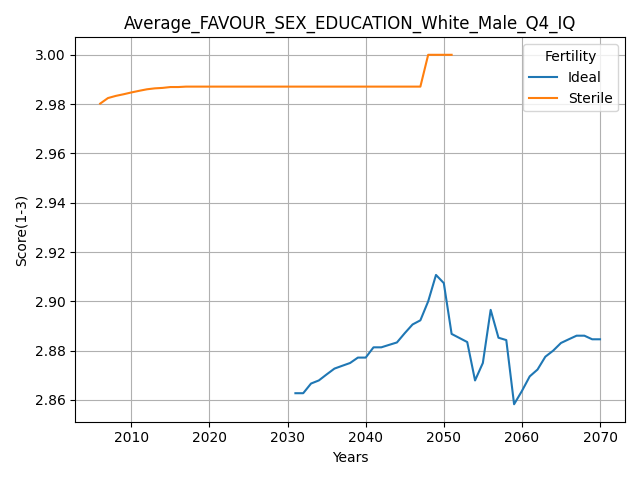 Average_FAVOUR_SEX_EDUCATION_White_Male_Q4_IQ
3.00
2.98
2.96
2.94
2.92
2.90
2.88
2.86
Score(1-3)
Fertility
Ideal
Sterile
2010 2020 2030 2040 2050 2060 2070
Years